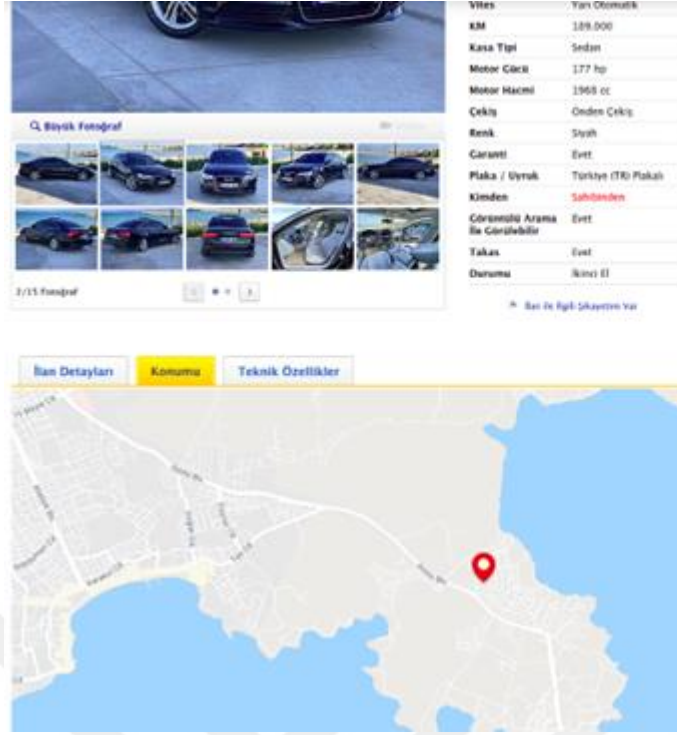 Vites Yarı Otomatik
KM 189.000
Kasa Tipi Sedan
Motor Gücü 177 hp
Motor Hacmi 1968 cc
Çekiş Önden Çekiş
Renk Siyah
Garanti Evet
Plaka / Uyruk Türkiye (TR) Plakalı
Kimden Sahibinden
Görüntülü Arama Evet
İle Görülebilir
Takas Evet
Durumu İkinci El
Büyük Fotoğraf
2/15 Fotoğraf
İlan ile İlgili Şikayetim Var
İlan Detayları
Konumu
Teknik Özellikler